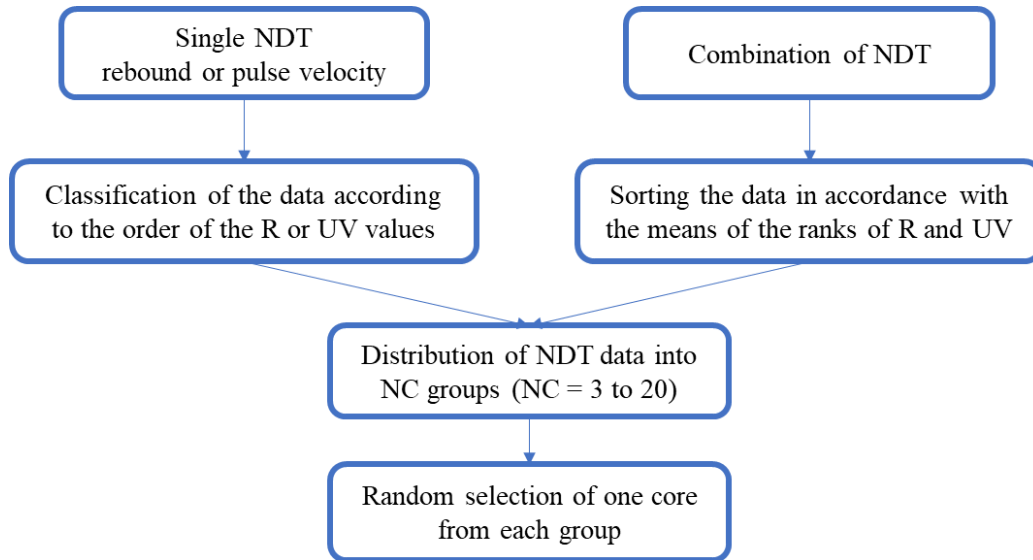 Single NDT
rebound or pulse velocity
Combination of NDT
Classification of the data according
to the order of the R or UV values
Sorting the data in accordance with
the means of the ranks of R and UV
Distribution of NDT data into
NC groups (NC = 3 to 20)
Random selection of one core
from each group